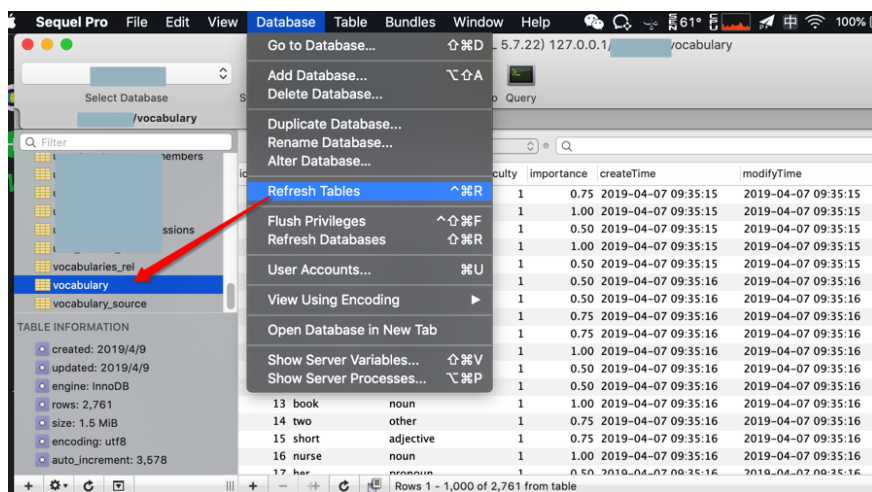 Sequel Pro File Edit View Database Table Bundles Window Help 61° 中 100%
Go to Database... ⇧⌘D
5.7.22) 127.0.0.1/ vocabulary
Add Database... ⌥⇧A
Delete Database...
Select Database
Query
/vocabulary
Duplicate Database...
Rename Database...
Alter Database...
Filter
members
culty importance createTime modifyTime
Refresh Tables ^⌘R
1 0.75 2019-04-07 09:35:15 2019-04-07 09:35:15
1 1.00 2019-04-07 09:35:15 2019-04-07 09:35:15
Flush Privileges ^⇧⌘F
ssions
1 0.50 2019-04-07 09:35:15 2019-04-07 09:35:15
Refresh Databases ⇧⌘R
1 1.00 2019-04-07 09:35:15 2019-04-07 09:35:15
vocabularies_rel
User Accounts... ⌘U
1 0.50 2019-04-07 09:35:15 2019-04-07 09:35:15
vocabulary
1 0.50 2019-04-07 09:35:16 2019-04-07 09:35:16
vocabulary_source
View Using Encoding
1 0.50 2019-04-07 09:35:16 2019-04-07 09:35:16
1 0.75 2019-04-07 09:35:16 2019-04-07 09:35:16
TABLE INFORMATION
Open Database in New Tab
1 0.75 2019-04-07 09:35:16 2019-04-07 09:35:16
created: 2019/4/9
1 1.00 2019-04-07 09:35:16 2019-04-07 09:35:16
updated: 2019/4/9
Show Server Variables... ⇧⌘V
1 0.50 2019-04-07 09:35:16 2019-04-07 09:35:16
Show Server Processes... ⌥⌘P
engine: InnoDB
1 0.50 2019-04-07 09:35:16 2019-04-07 09:35:16
rows: 2,761
13 book noun 1 1.00 2019-04-07 09:35:16 2019-04-07 09:35:16
size: 1.5 MiB
14 two other 1 0.75 2019-04-07 09:35:16 2019-04-07 09:35:16
encoding: utf8
15 short adjective 1 0.75 2019-04-07 09:35:16 2019-04-07 09:35:16
auto_increment: 3,578
16 nurse noun 1 1.00 2019-04-07 09:35:16 2019-04-07 09:35:16
17 her pronoun 1 0.50 2019-04-07 09:35:16 2019-04-07 09:35:16
Rows 1 - 1,000 of 2,761 from table